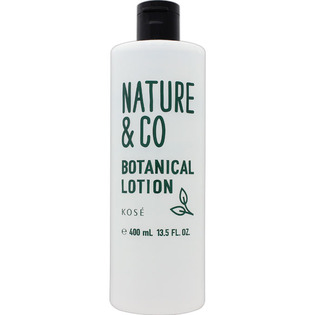 NATURE
& CO
BOTANICAL
LOTION
KOSÉ
℮ 400 mL 13.5 FL. OZ.